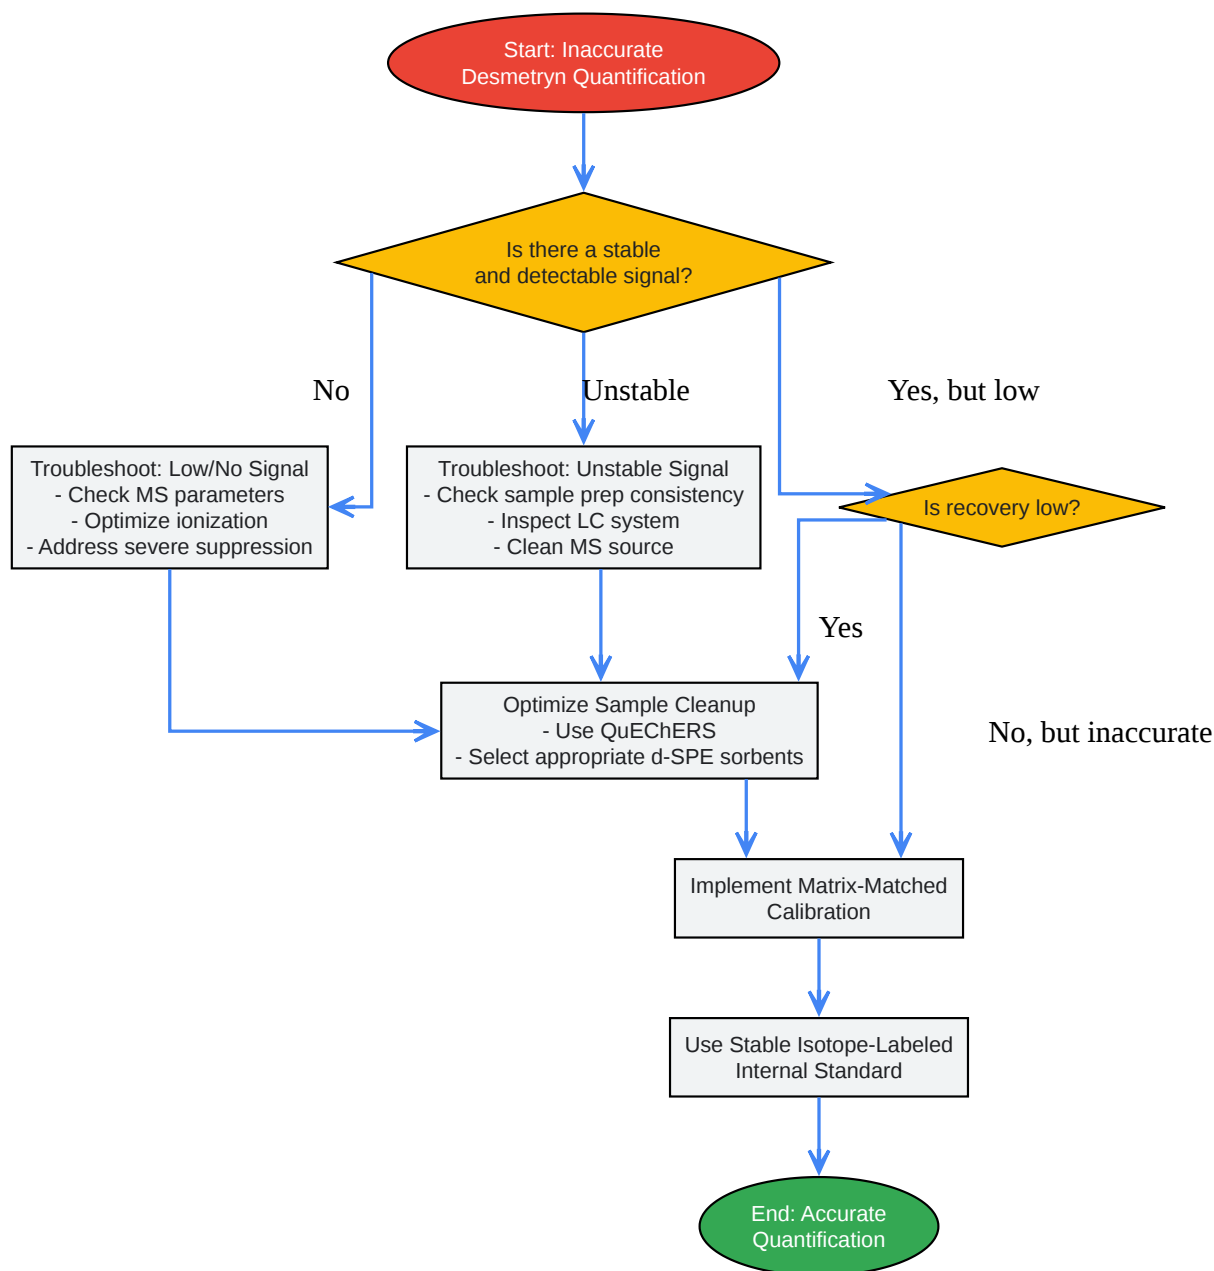 Start: Inaccurate
Desmetryn Quantification
Is there a stable
and detectable signal?
No
Unstable
Yes, but low
Troubleshoot: Low/No Signal
- Check MS parameters
- Optimize ionization
- Address severe suppression
Troubleshoot: Unstable Signal
- Check sample prep consistency
- Inspect LC system
- Clean MS source
Is recovery low?
Yes
No, but inaccurate
Optimize Sample Cleanup
- Use QuEChERS
- Select appropriate d-SPE sorbents
Implement Matrix-Matched
Calibration
Use Stable Isotope-Labeled
Internal Standard
End: Accurate
Quantification